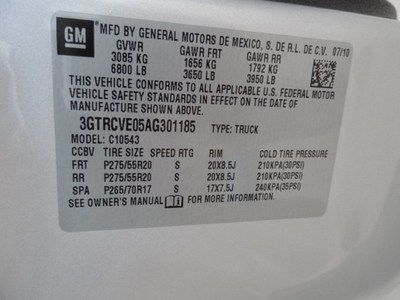 GM
MFD BY GENERAL MOTORS DE MEXICO, S. DE R.L. DE C.V. 07/10
GVWR GAWR FRT GAWR RR
3085 KG 1656 KG 1792 KG
6800 LB 3650 LB 3950 LB
THIS VEHICLE CONFORMS TO ALL APPLICABLE U.S. FEDERAL MOTOR
VEHICLE SAFETY STANDARDS IN EFFECT ON THE DATE OF
MANUFACTURE SHOWN ABOVE.
3GTRCVE05AG301185 TYPE: TRUCK
MODEL: C10543
CCBV TIRE SIZE SPEED RTG RIM COLD TIRE PRESSURE
FRT P275/55R20 S 20X8.5J 210KPA(30PSI)
RR P275/55R20 S 20X8.5J 210KPA(30PSI)
SPA P265/70R17 S 17X7.5J 240KPA(35PSI)
SEE OWNER'S MANUAL FOR MORE INFORMATION.